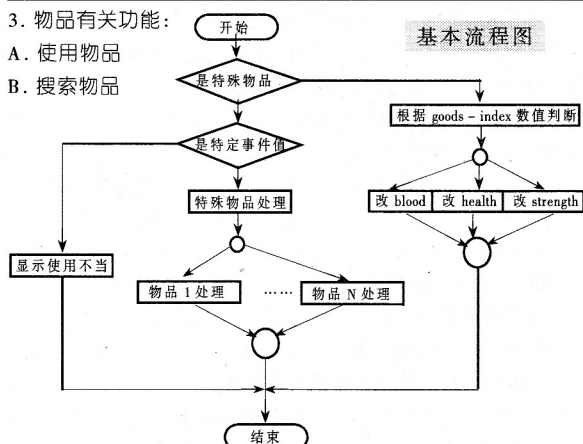 3. 物品有关功能：
A. 使用物品
B. 搜索物品
基本流程图
开始
是特殊物品
根据 goods－index 数值判断
是特定事件值
特殊物品处理
改 blood 改 health 改 strength
显示使用不当
物品 1 处理 …… 物品 N 处理
结束